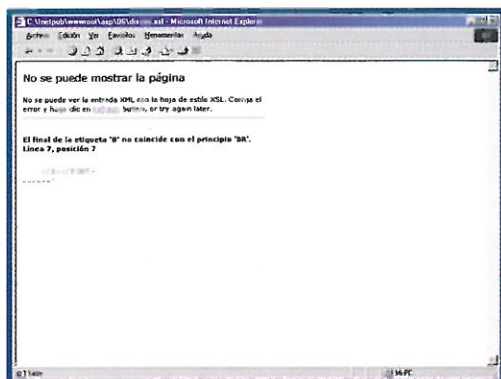 C:\Inetpub\wwwroot\asp\06\ .xsl - Microsoft Internet Explorer
Archivo Edición Ver Favoritos Herramientas Ayuda
No se puede mostrar la página
No se puede ver la entrada XML con la hoja de estilo XSL. Corrija el
error y haga clic en button, or try again later.
El final de la etiqueta 'B' no coincide con el principio 'BR'.
Línea 7, posición 7
Listo
Mi PC